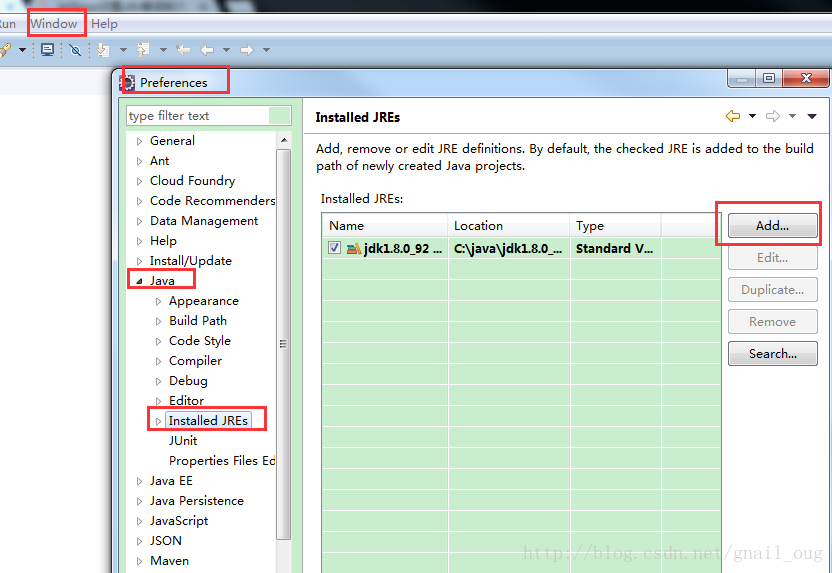 Run Window Help
Preferences
type filter text
General
Ant
Cloud Foundry
Code Recommenders
Data Management
Help
Install/Update
Java
Appearance
Build Path
Code Style
Compiler
Debug
Editor
Installed JREs
JUnit
Properties Files Ed
Java EE
Java Persistence
JavaScript
JSON
Maven
Installed JREs
Add, remove or edit JRE definitions. By default, the checked JRE is added to the build
path of newly created Java projects.
Installed JREs:
Name Location Type
jdk1.8.0_92 ... C:\java\jdk1.8.0_... Standard V...
Add...
Edit...
Duplicate...
Remove
Search...
http://blog.csdn.net/gnail_oug